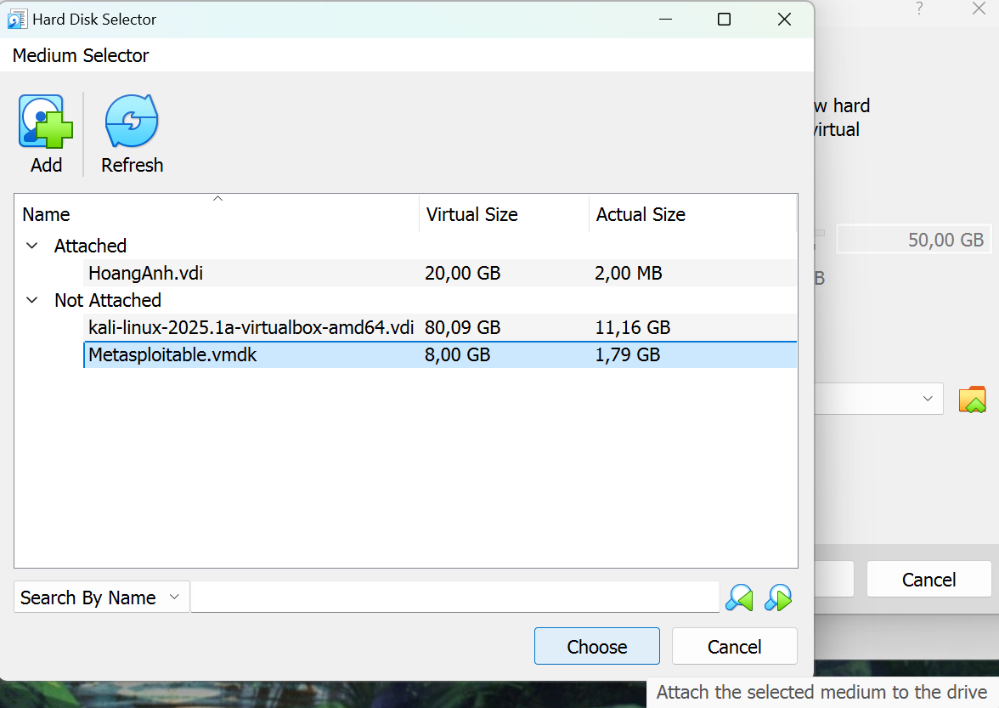 Hard Disk Selector
?
Medium Selector
w hard
virtual
Add
Refresh
Name Virtual Size Actual Size
Attached
50,00 GB
HoangAnh.vdi 20,00 GB 2,00 MB
B
Not Attached
kali-linux-2025.1a-virtualbox-amd64.vdi 80,09 GB 11,16 GB
Metasploitable.vmdk 8,00 GB 1,79 GB
Search By Name
Cancel
Choose
Cancel
Attach the selected medium to the drive